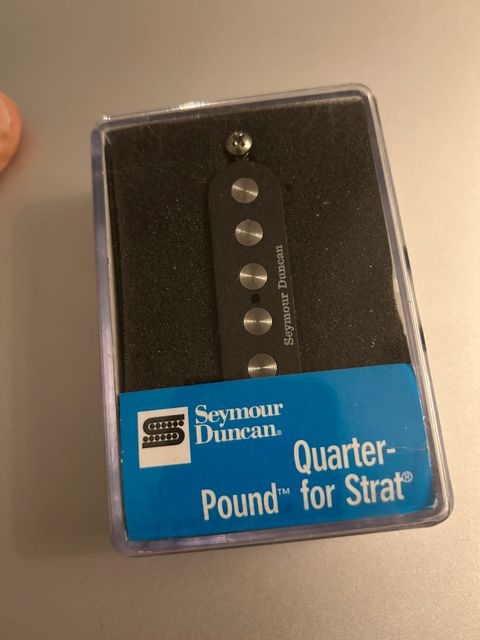 Seymour Duncan
Seymour
Duncan®
Quarter-
Pound™ for Strat®